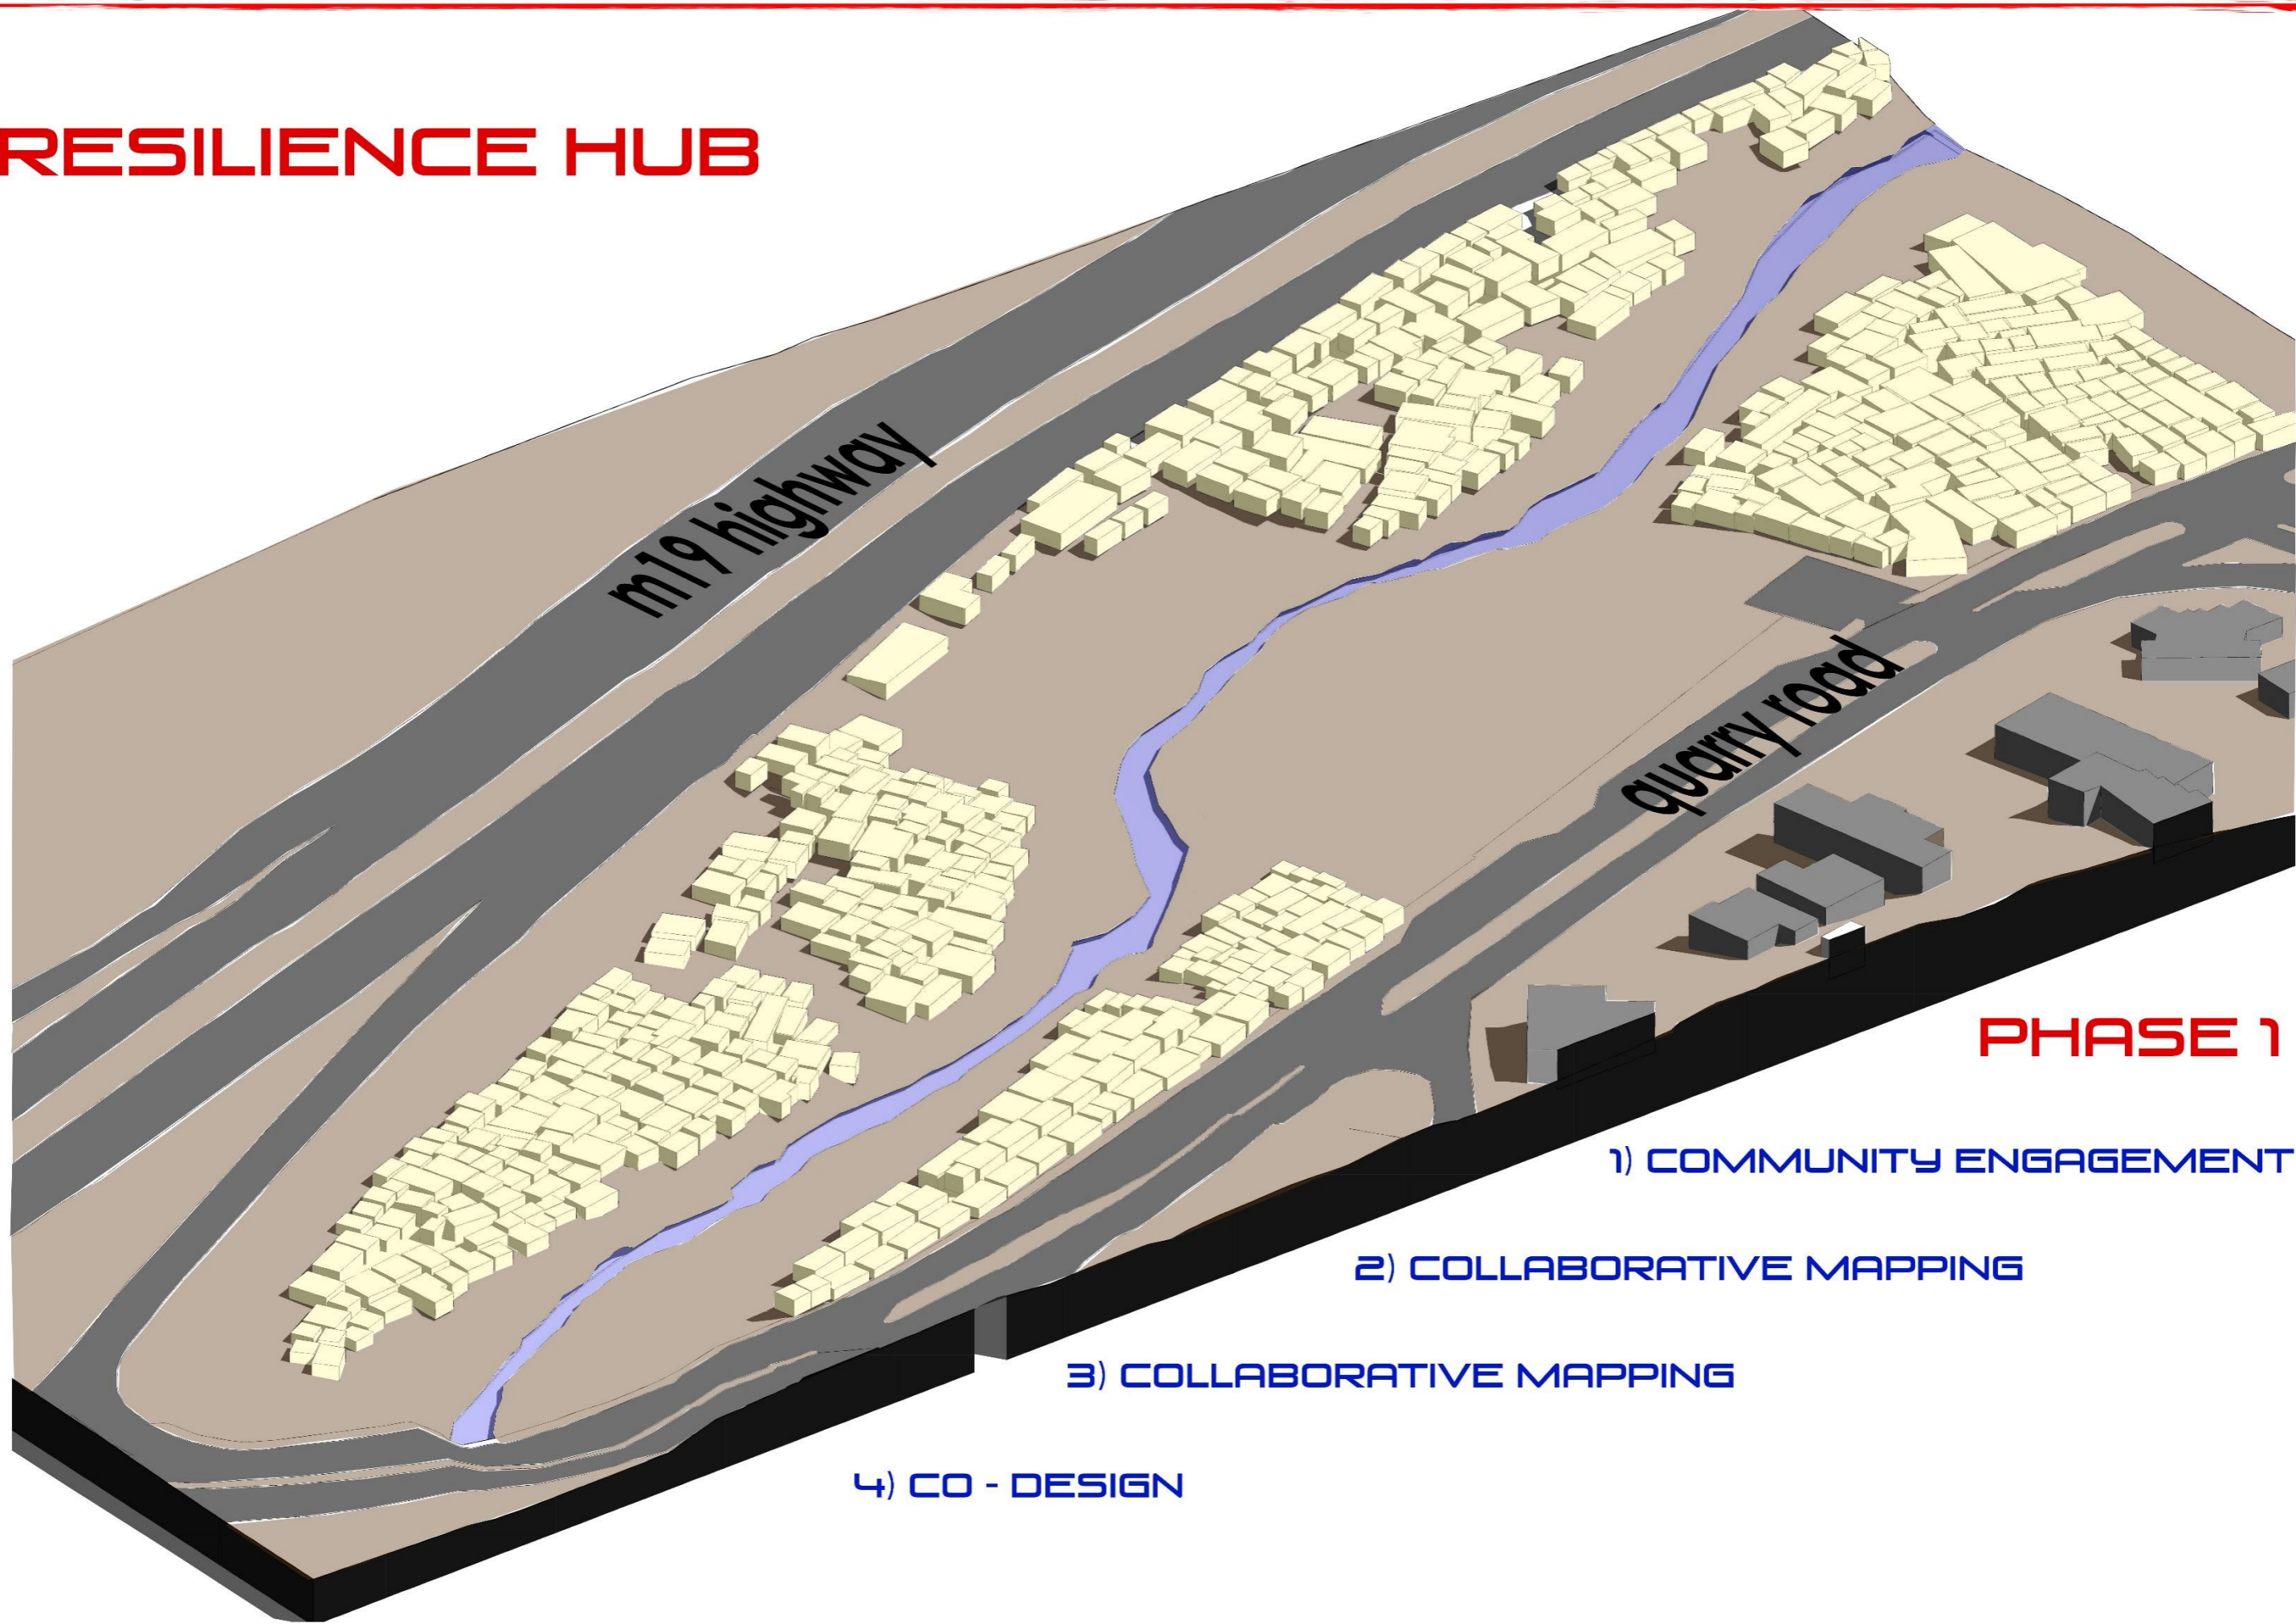 RESILIENCE HUB
m19 highway
quarry road
PHASE 1
1) COMMUNITY ENGAGEMENT
2) COLLABORATIVE MAPPING
3) COLLABORATIVE MAPPING
4) CO - DESIGN